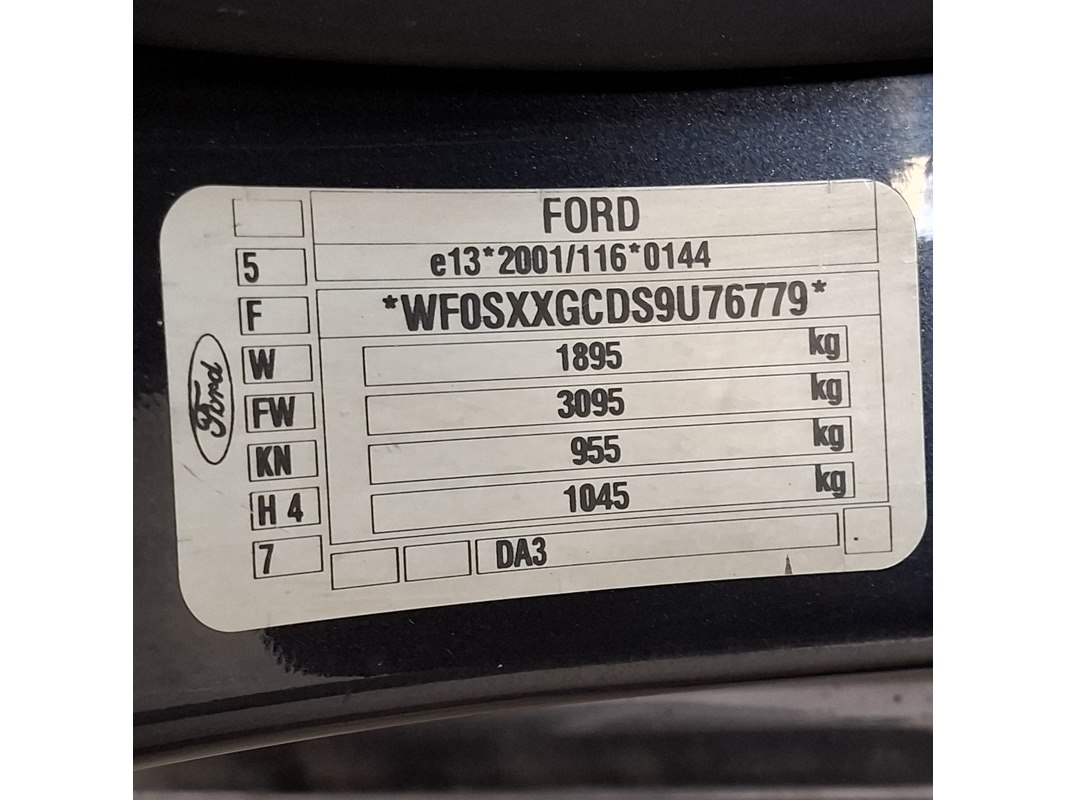 FORD
5 e13*2001/116*0144
F *WF0SXXGCDS9U76779*
W 1895 kg
FW 3095 kg
KN 955 kg
H 4 1045 kg
7 DA3
Ford